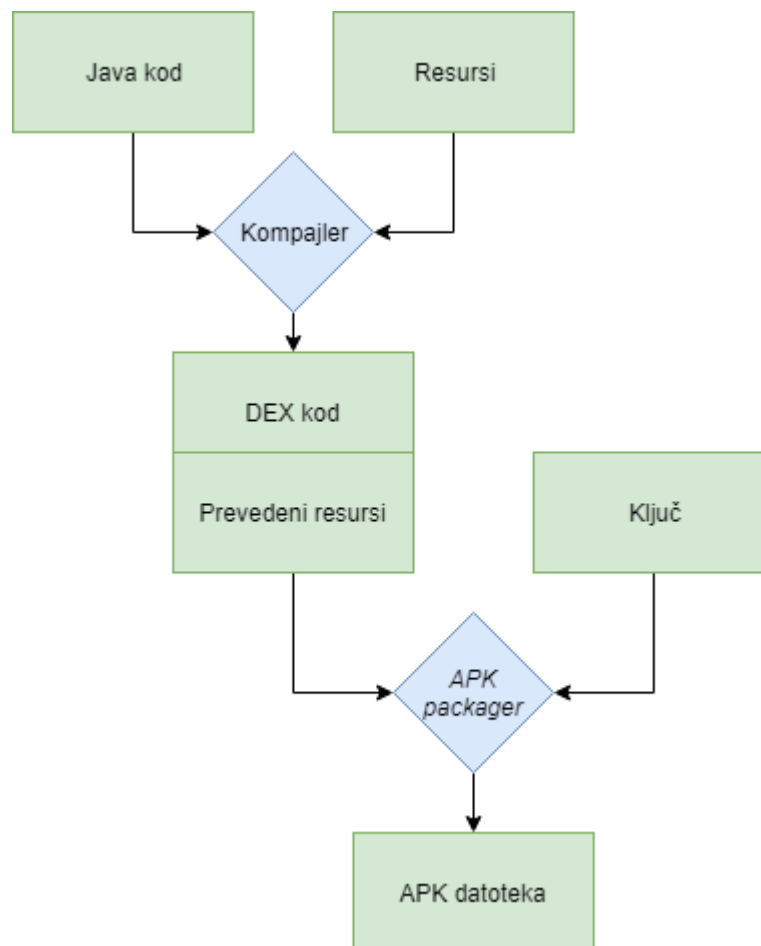 Java kod
Resursi
Kompajler
DEX kod
Prevedeni resursi
Ključ
APK
packager
APK datoteka